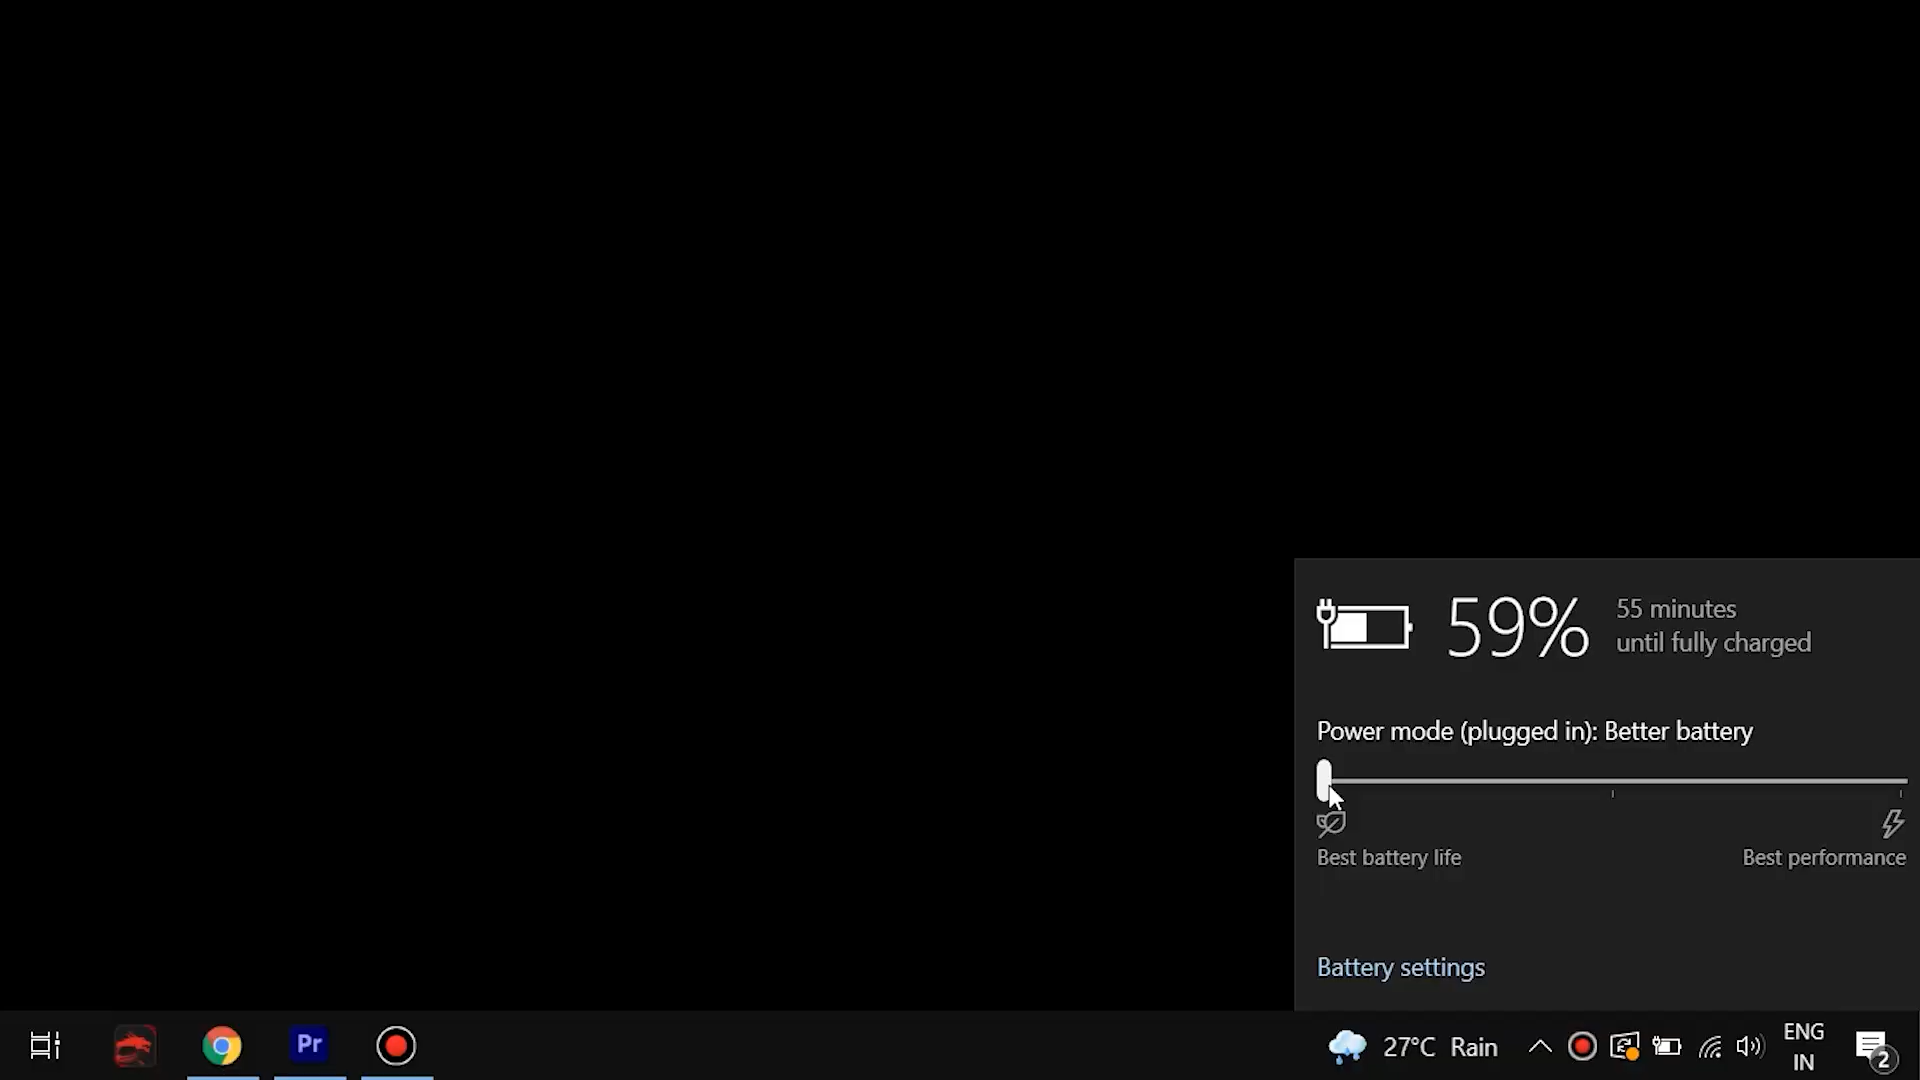 59%
55 minutes
until fully charged
Power mode (plugged in): Better battery
Best battery life
Best performance
Battery settings
Pr
27°C Rain
ENG
IN
2